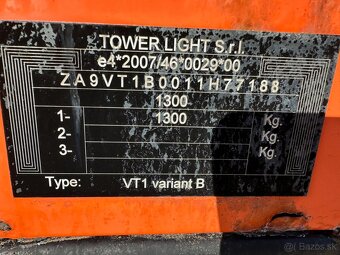 TOWER LIGHT S.r.l.
e4*2007/46*0029*00
ZA9VT1B0011H77188
1300
1- 1300 Kg.
2- Kg.
3- Kg.
Type: VT1 variant B
© Bazos.sk